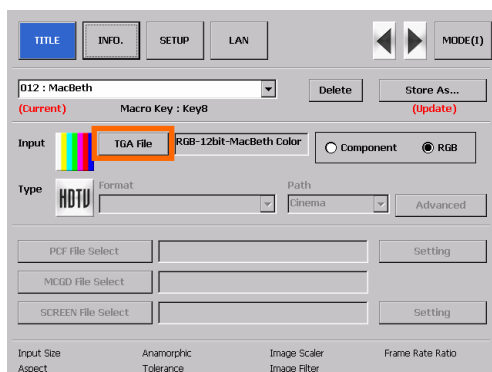 TITLE INFO. SETUP LAN MODE(I)
012 : MacBeth Delete Store As...
(Current) Macro Key : Key8 (Update)
Input TGA File RGB-12bit-MacBeth Color Component RGB
Type HDTV Format Path
Cinema Advanced
PCF File Select Setting
MCGD File Select
SCREEN File Select Setting
Input Size Anamorphic Image Scaler Frame Rate Ratio
Aspect Tolerance Image Filter